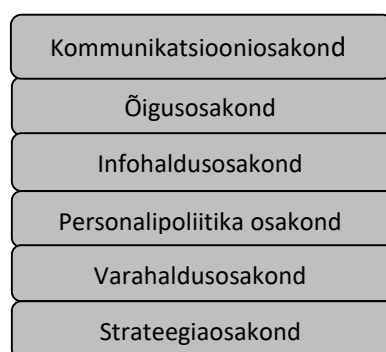 Kommunikatsiooniosakond
Õigusosakond
Infohaldusosakond
Personalipoliitika osakond
Varahaldusosakond
Strateegiaosakond